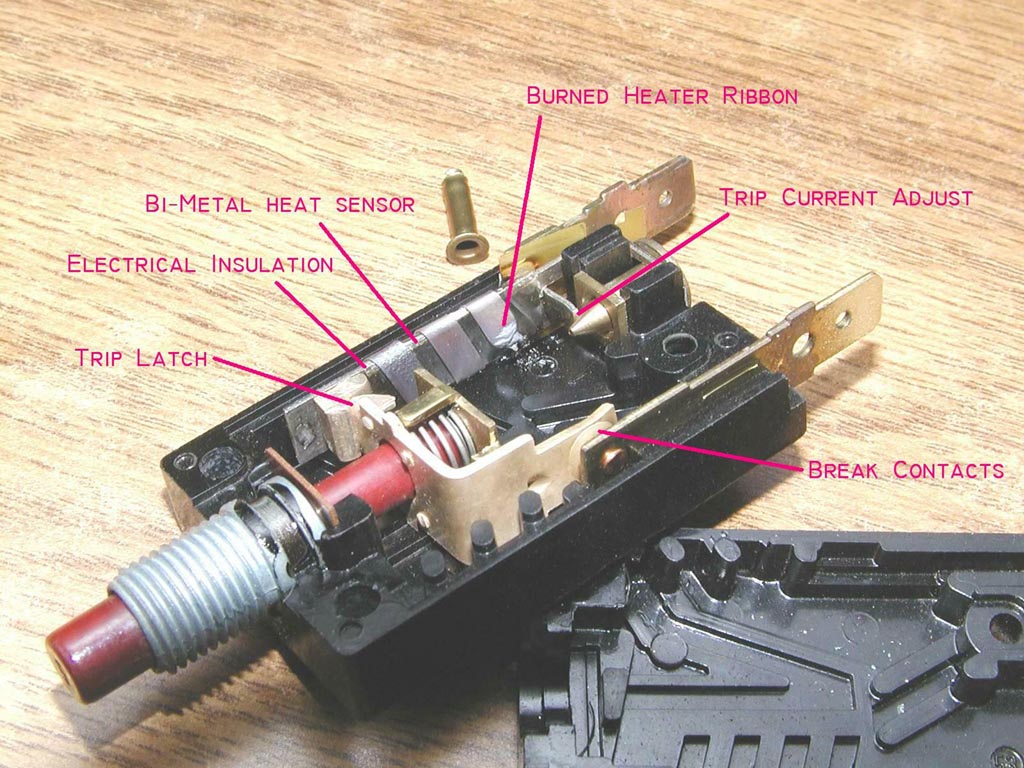 Burned Heater Ribbon
Trip Current Adjust
Bi-Metal heat sensor
Electrical Insulation
Trip Latch
Break Contacts